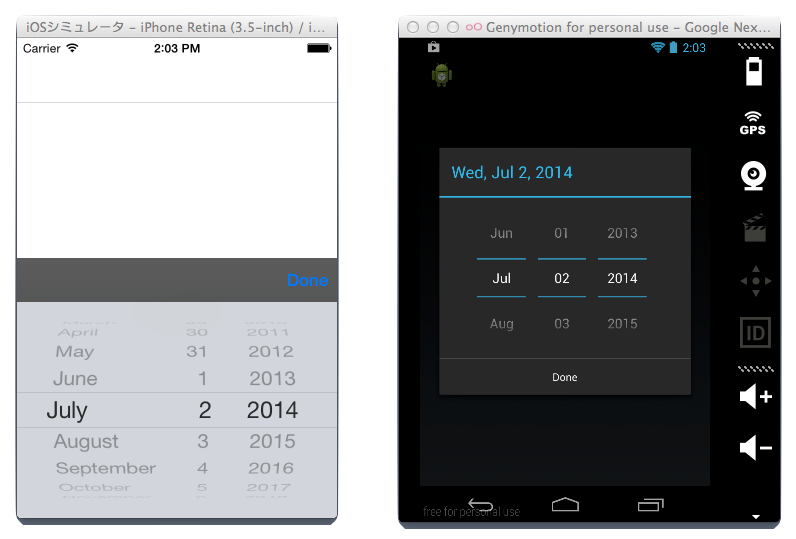 iOSシミュレータ – iPhone Retina (3.5-inch) / i...
Carrier 2:03 PM
Done
April 30 2011
May 31 2012
June 1 2013
July 2 2014
August 3 2015
September 4 2016
October 5 2017
Genymotion for personal use – Google Nex...
2:03
GPS
Wed, Jul 2, 2014
Jun 01 2013
Jul 02 2014
Aug 03 2015
Done
ID
free for personal use